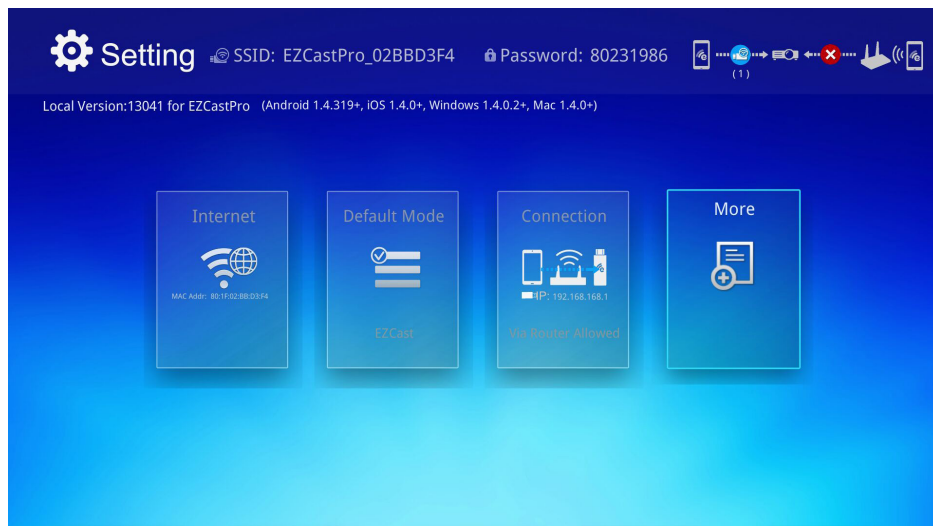 Setting SSID: EZCastPro_02BBD3F4 Password: 80231986
(1)
Local Version:13041 for EZCastPro (Android 1.4.319+, iOS 1.4.0+, Windows 1.4.0.2+, Mac 1.4.0+)
Internet
MAC Addr: 80:1F:02:BB:D3:F4
Default Mode
EZCast
Connection
IP: 192.168.168.1
Via Router Allowed
More